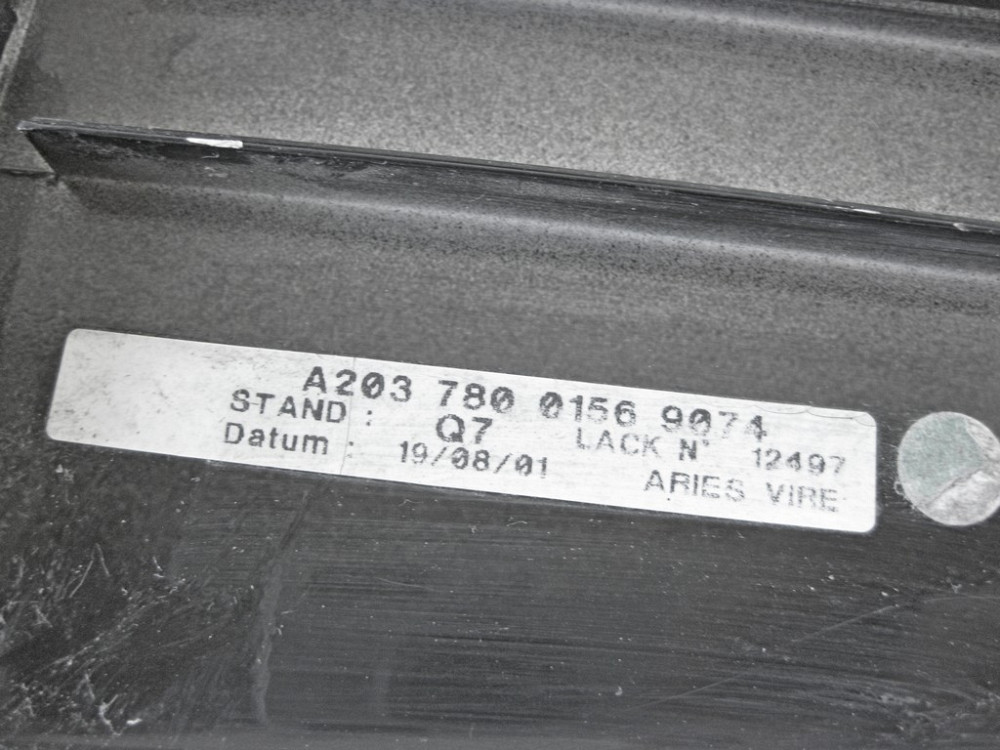 A203 780 0156 9074
STAND : Q7 LACK N° 12497
Datum : 19/08/01 ARIES VIRE